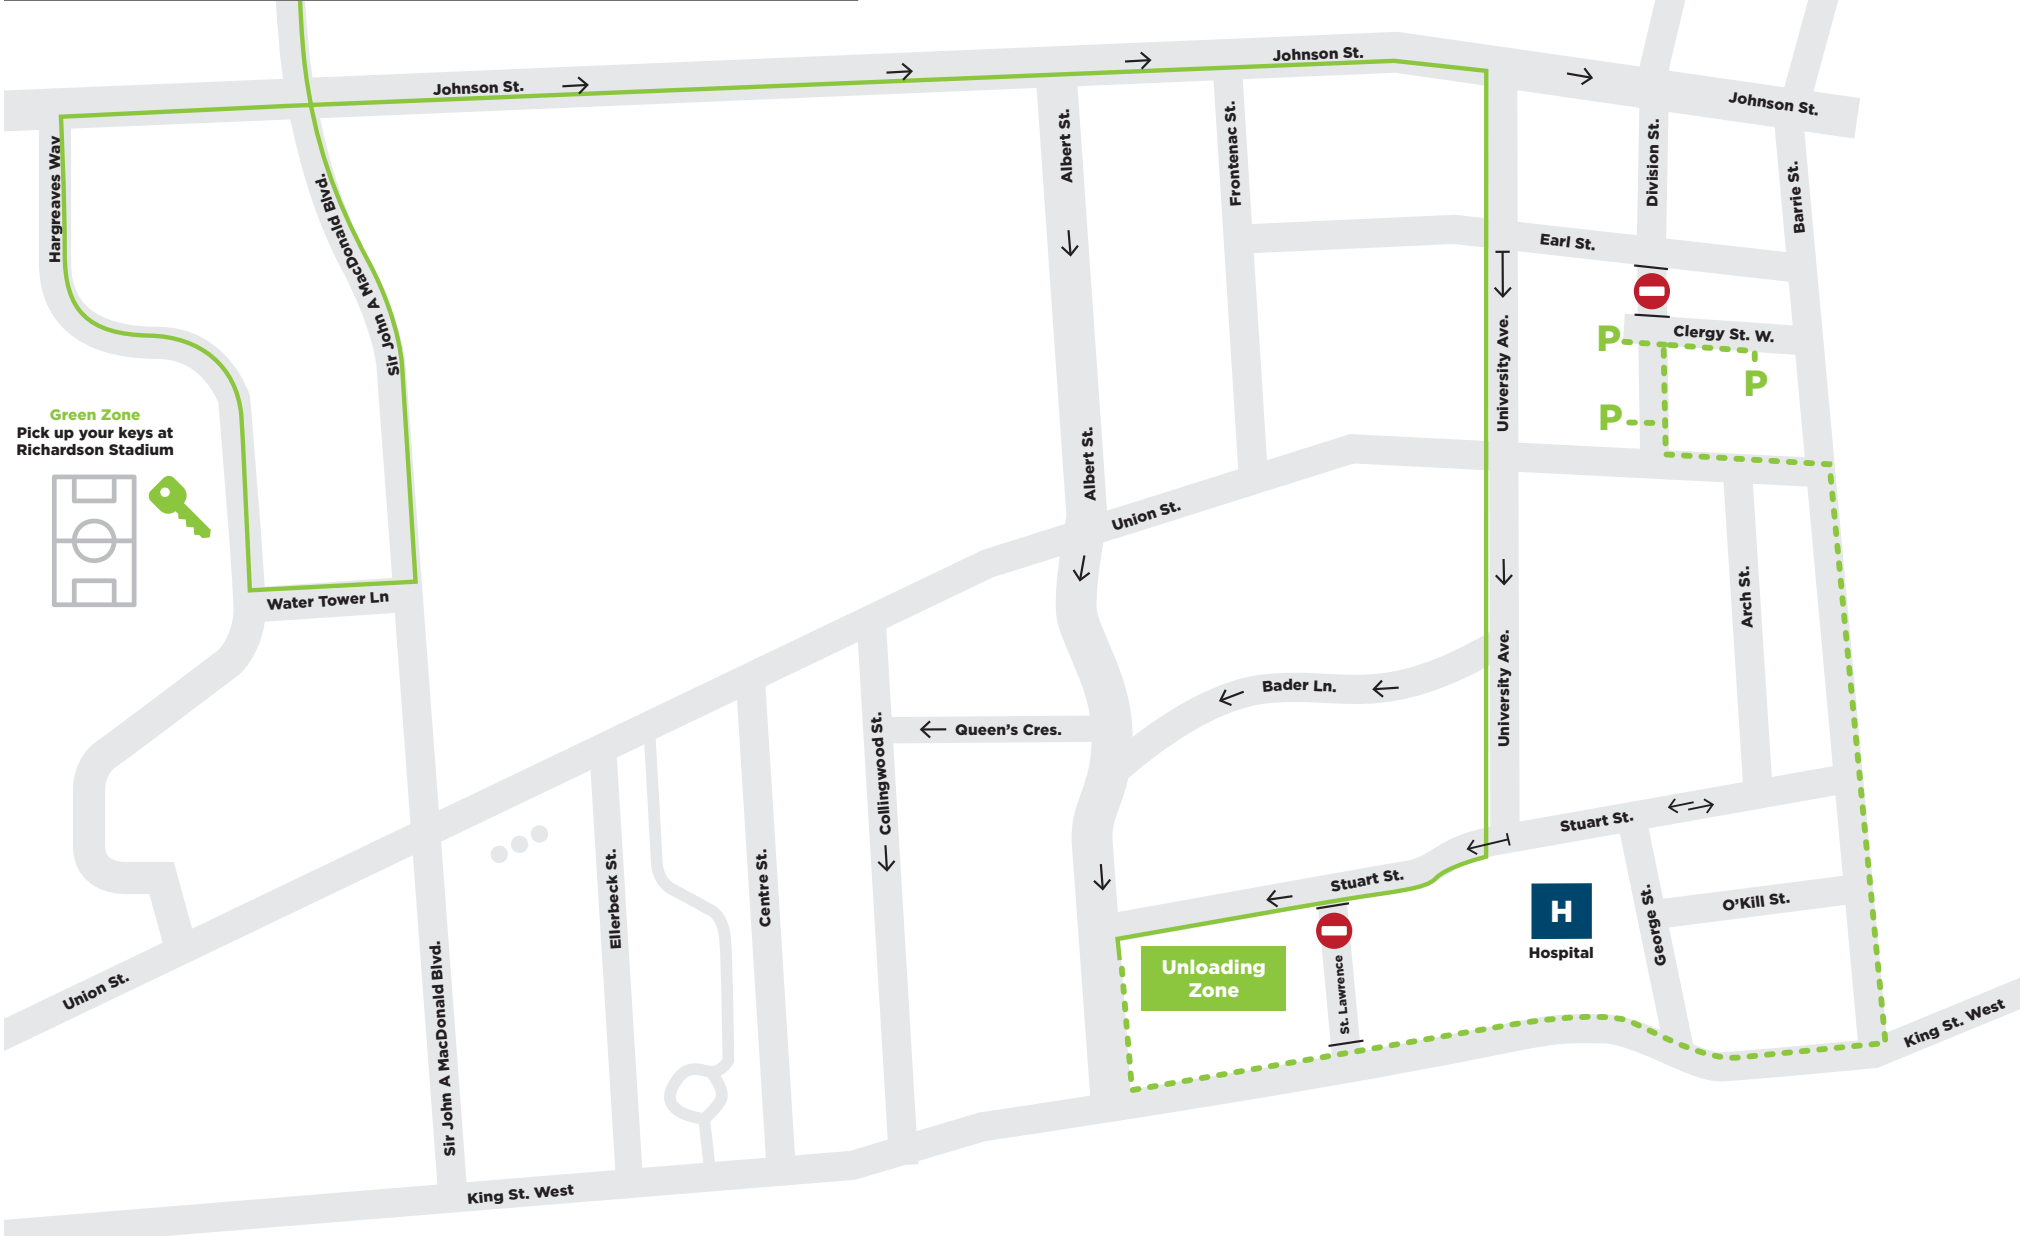 Johnson St.
Johnson St.
Johnson St.
Hargreaves Way
Sir John A MacDonald Blvd.
Albert St.
Frontenac St.
Division St.
Barrie St.
Earl St.
Clergy St. W.
P
P
P
University Ave.
Green Zone
Pick up your keys at
Richardson Stadium
Albert St.
Union St.
Water Tower Ln
Arch St.
University Ave.
Bader Ln.
Queen's Cres.
Collingwood St.
Stuart St.
Stuart St.
Ellerbeck St.
Centre St.
H
Hospital
George St.
O'Kill St.
Unloading
Zone
St. Lawrence
Union St.
Sir John A MacDonald Blvd.
King St. West
King St. West